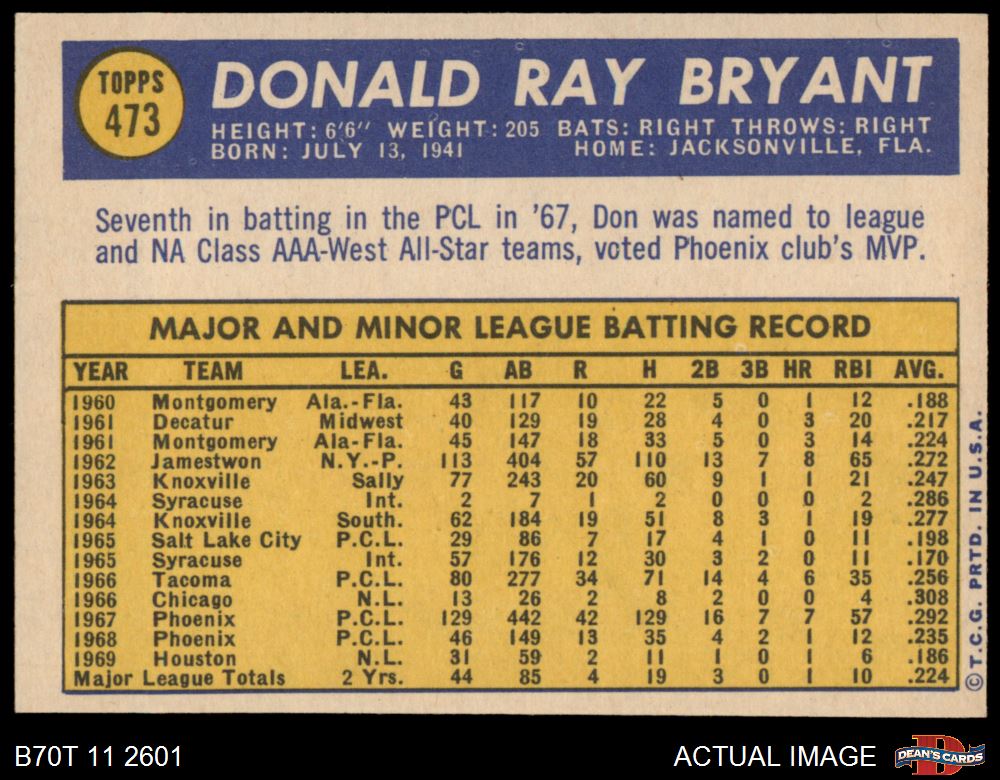 TOPPS
473
DONALD RAY BRYANT
HEIGHT: 6'6" WEIGHT: 205 BATS: RIGHT THROWS: RIGHT
BORN: JULY 13, 1941 HOME: JACKSONVILLE, FLA.
Seventh in batting in the PCL in '67, Don was named to league
and NA Class AAA-West All-Star teams, voted Phoenix club's MVP.
MAJOR AND MINOR LEAGUE BATTING RECORD
YEAR TEAM LEA. G AB R H 2B 3B HR RBI AVG.
1960 Montgomery Ala.-Fla. 43 117 10 22 5 0 1 12 .188
1961 Decatur Midwest 40 129 19 28 4 0 3 20 .217
1961 Montgomery Ala-Fla. 45 147 18 33 5 0 3 14 .224
1962 Jamestwon N.Y.-P. 113 404 57 110 13 7 8 65 .272
1963 Knoxville Sally 77 243 20 60 9 1 1 21 .247
1964 Syracuse Int. 2 7 1 2 0 0 0 2 .286
1964 Knoxville South. 62 184 19 51 8 3 1 19 .277
1965 Salt Lake City P.C.L. 29 86 7 17 4 1 0 11 .198
1965 Syracuse Int. 57 176 12 30 3 2 0 11 .170
1966 Tacoma P.C.L. 80 277 34 71 14 4 6 35 .256
1966 Chicago N.L. 13 26 2 8 2 0 0 4 .308
1967 Phoenix P.C.L. 129 442 42 129 16 7 7 57 .292
1968 Phoenix P.C.L. 46 149 13 35 4 2 1 12 .235
1969 Houston N.L. 31 59 2 11 1 0 1 6 .186
Major League Totals 2 Yrs. 44 85 4 19 3 0 1 10 .224
©T.C.G. PRTD. IN U.S.A.
B70T 11 2601
ACTUAL IMAGE
DEAN'S CARDS